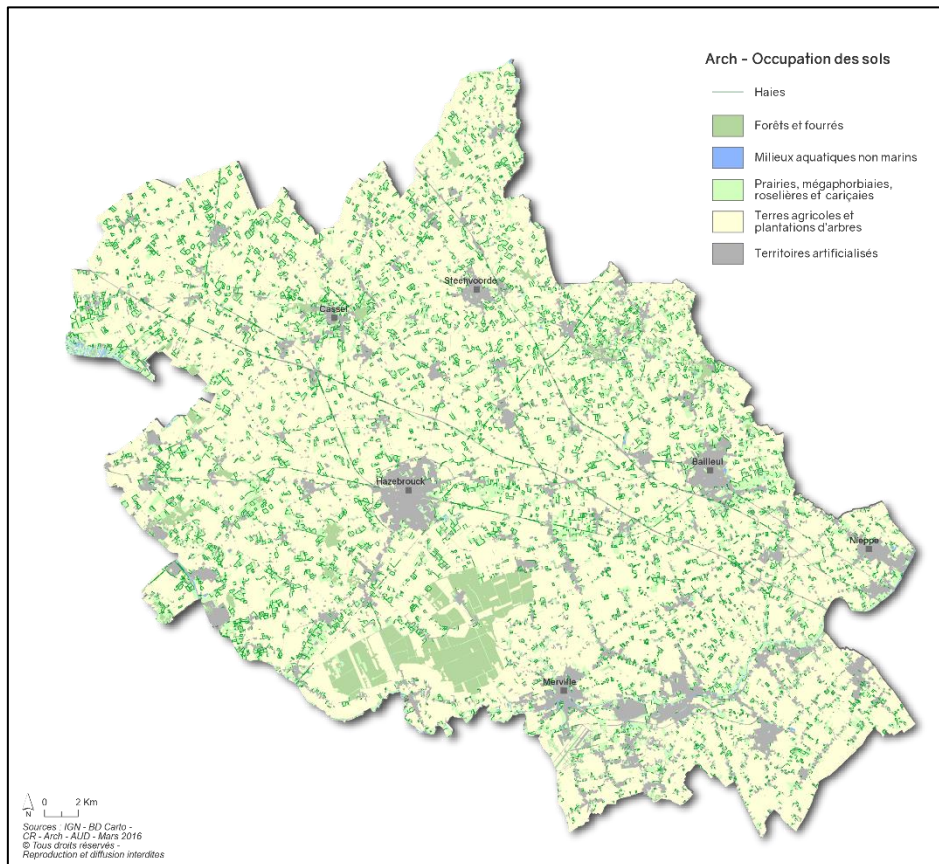 Arch - Occupation des sols
Haies
Forêts et fourrés
Milieux aquatiques non marins
Prairies, mégaphorbiaies,
roselières et cariçaies
Terres agricoles et
plantations d'arbres
Territoires artificialisés
Steenvoorde
Cassel
Bailleul
Hazebrouck
Nieppe
Merville
0 2 Km
N
Sources : IGN - BD Carto -
CR - Arch - AUD - Mars 2016
© Tous droits réservés -
Reproduction et diffusion interdites